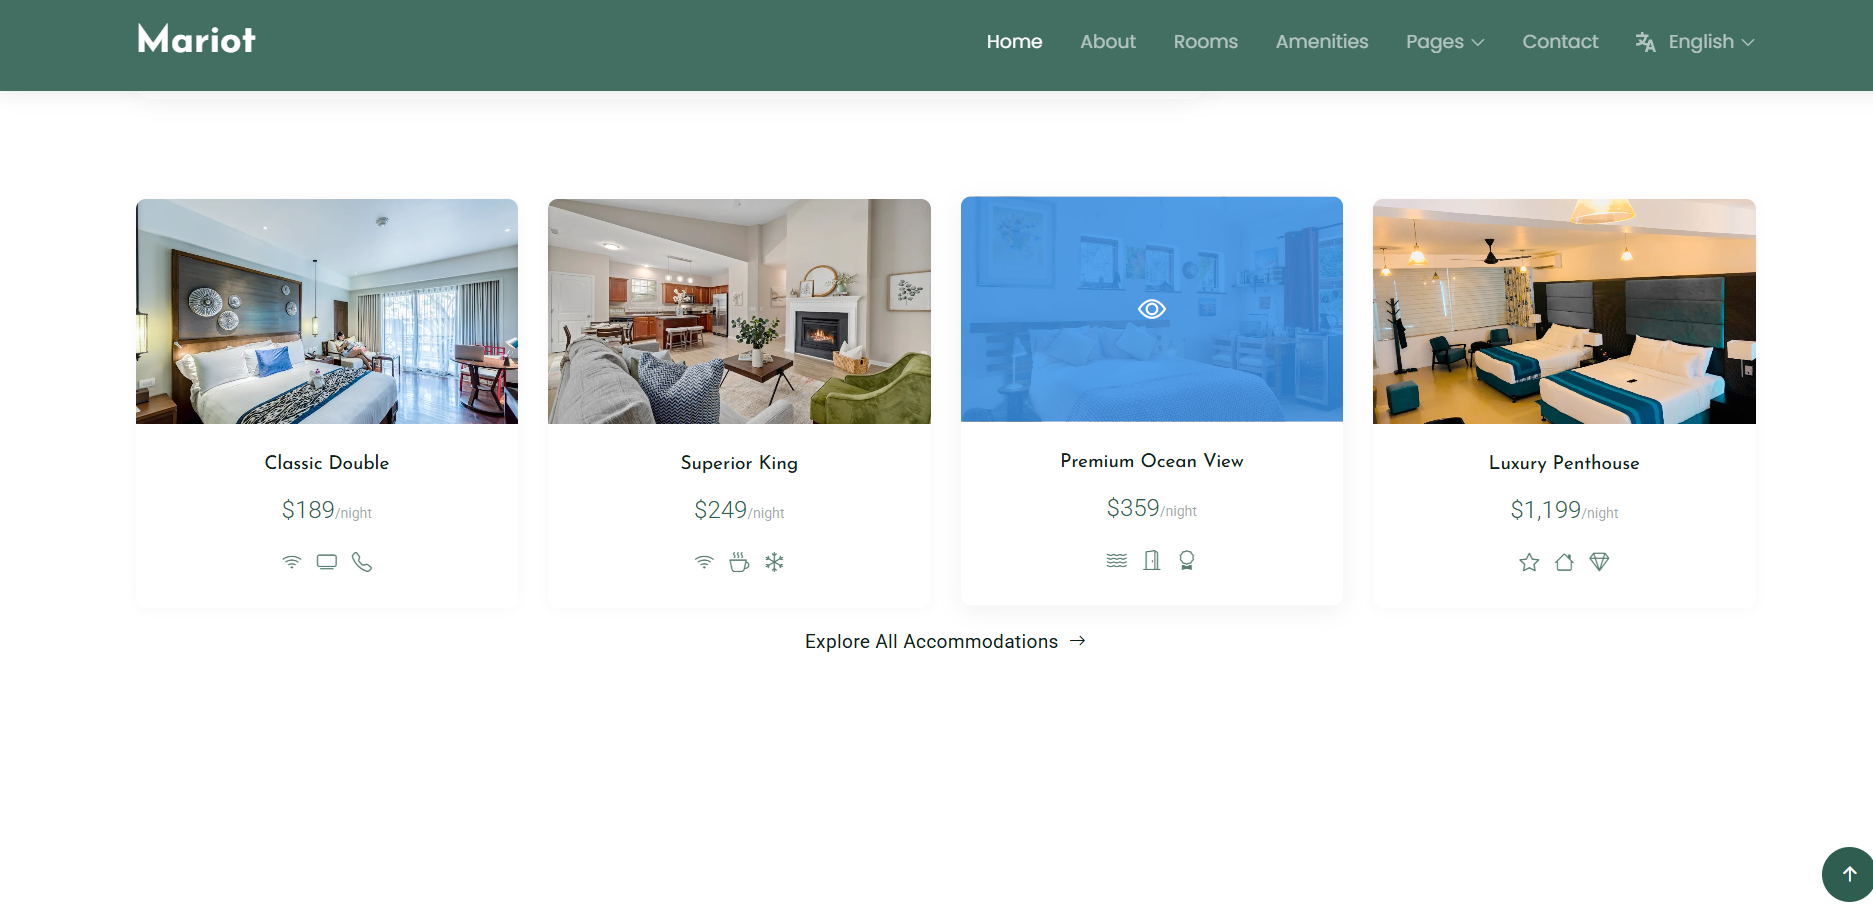 Mariot
Home About Rooms Amenities Pages Contact English
Classic Double
$189/night
Superior King
$249/night
Premium Ocean View
$359/night
Luxury Penthouse
$1,199/night
Explore All Accommodations